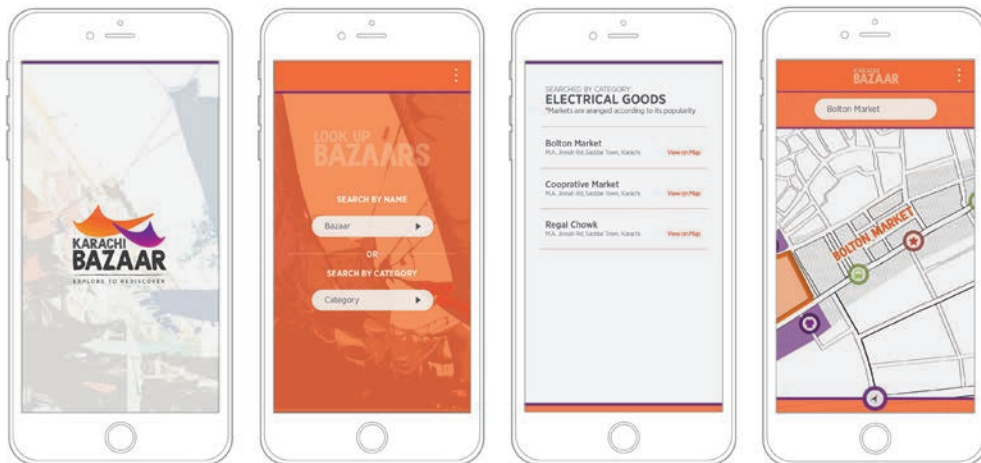 KARACHI
BAZAAR
EXPLORE TO REDISCOVER
LOOK UP
BAZAARS
SEARCH BY NAME
Bazaar
OR
SEARCH BY CATEGORY
Category
SEARCHED BY CATEGORY
ELECTRICAL GOODS
*Markets are aranged according to its popularity
Bolton Market
M.A. Jinnah Rd, Saddar Town, Karachi View on Map
Cooprative Market
M.A. Jinnah Rd, Saddar Town, Karachi View on Map
Regal Chowk
M.A. Jinnah Rd, Saddar Town, Karachi View on Map
KARACHI
BAZAAR
Bolton Market
BOLTON MARKET